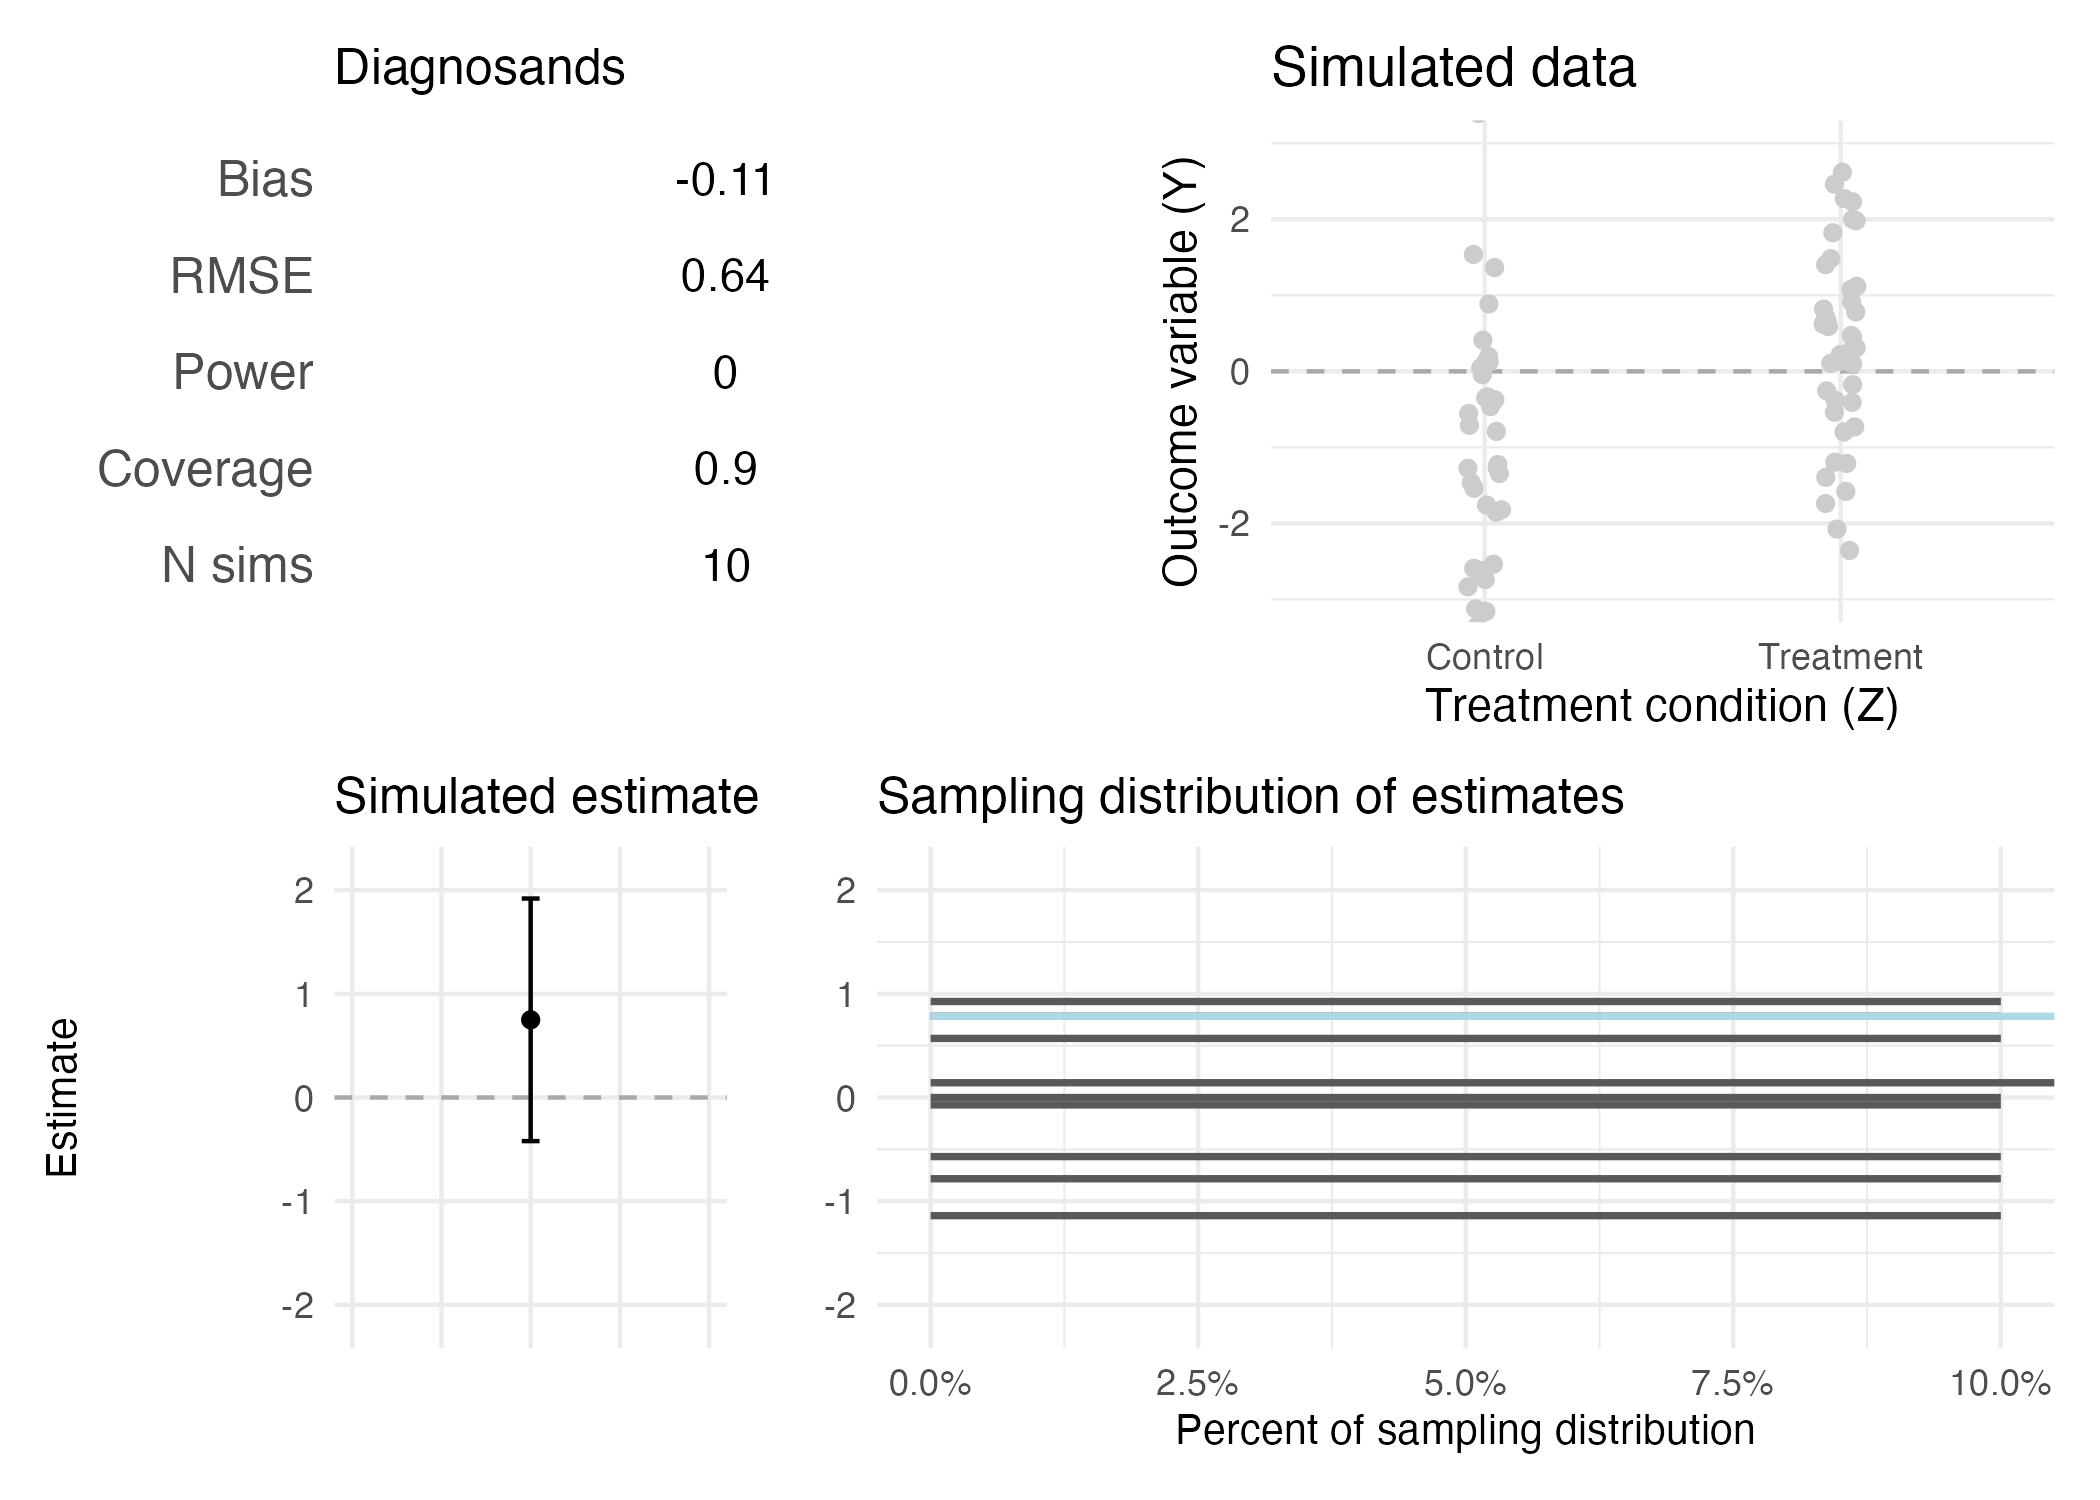 Diagnosands
Bias -0.11
RMSE 0.64
Power 0
Coverage 0.9
N sims 10
Simulated data
Outcome variable (Y)
2
0
-2
Control Treatment
Treatment condition (Z)
Simulated estimate
Estimate
2
1
0
-1
-2
Sampling distribution of estimates
2
1
0
-1
-2
0.0% 2.5% 5.0% 7.5% 10.0%
Percent of sampling distribution